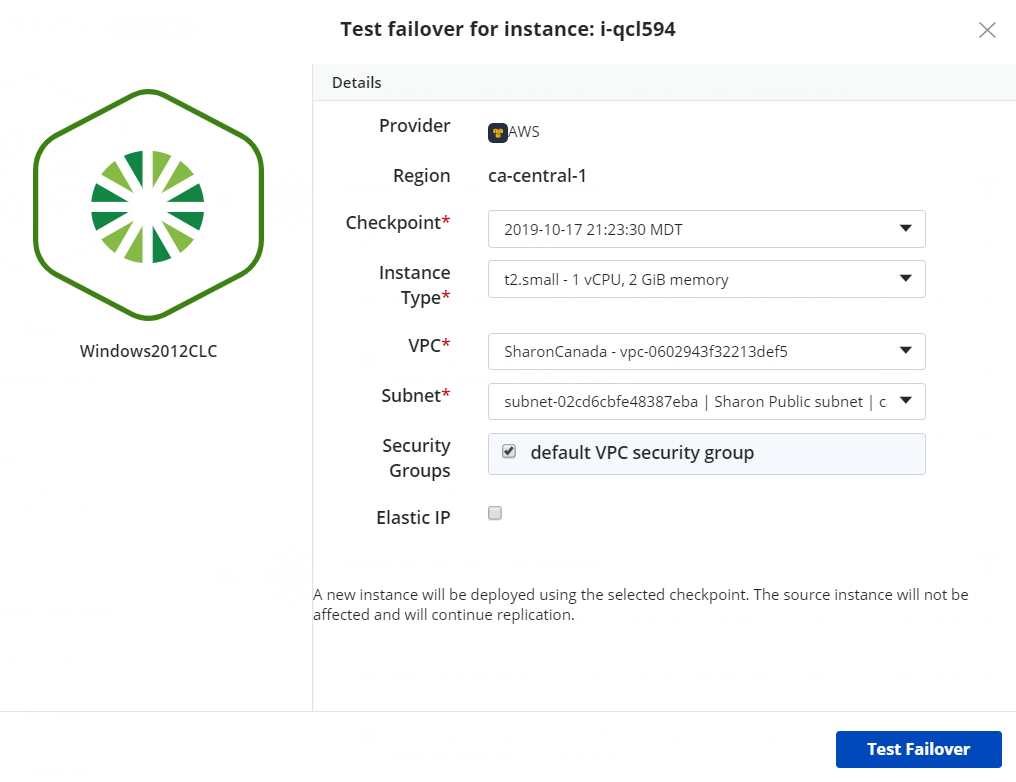 Test failover for instance: i-qcl594
Windows2012CLC
Details
Provider
AWS
Region
ca-central-1
Checkpoint*
2019-10-17 21:23:30 MDT
Instance
Type*
t2.small - 1 vCPU, 2 GiB memory
VPC*
SharonCanada - vpc-0602943f32213def5
Subnet*
subnet-02cd6cbfe48387eba | Sharon Public subnet | c
Security
Groups
default VPC security group
Elastic IP
A new instance will be deployed using the selected checkpoint. The source instance will not be
affected and will continue replication.
Test Failover